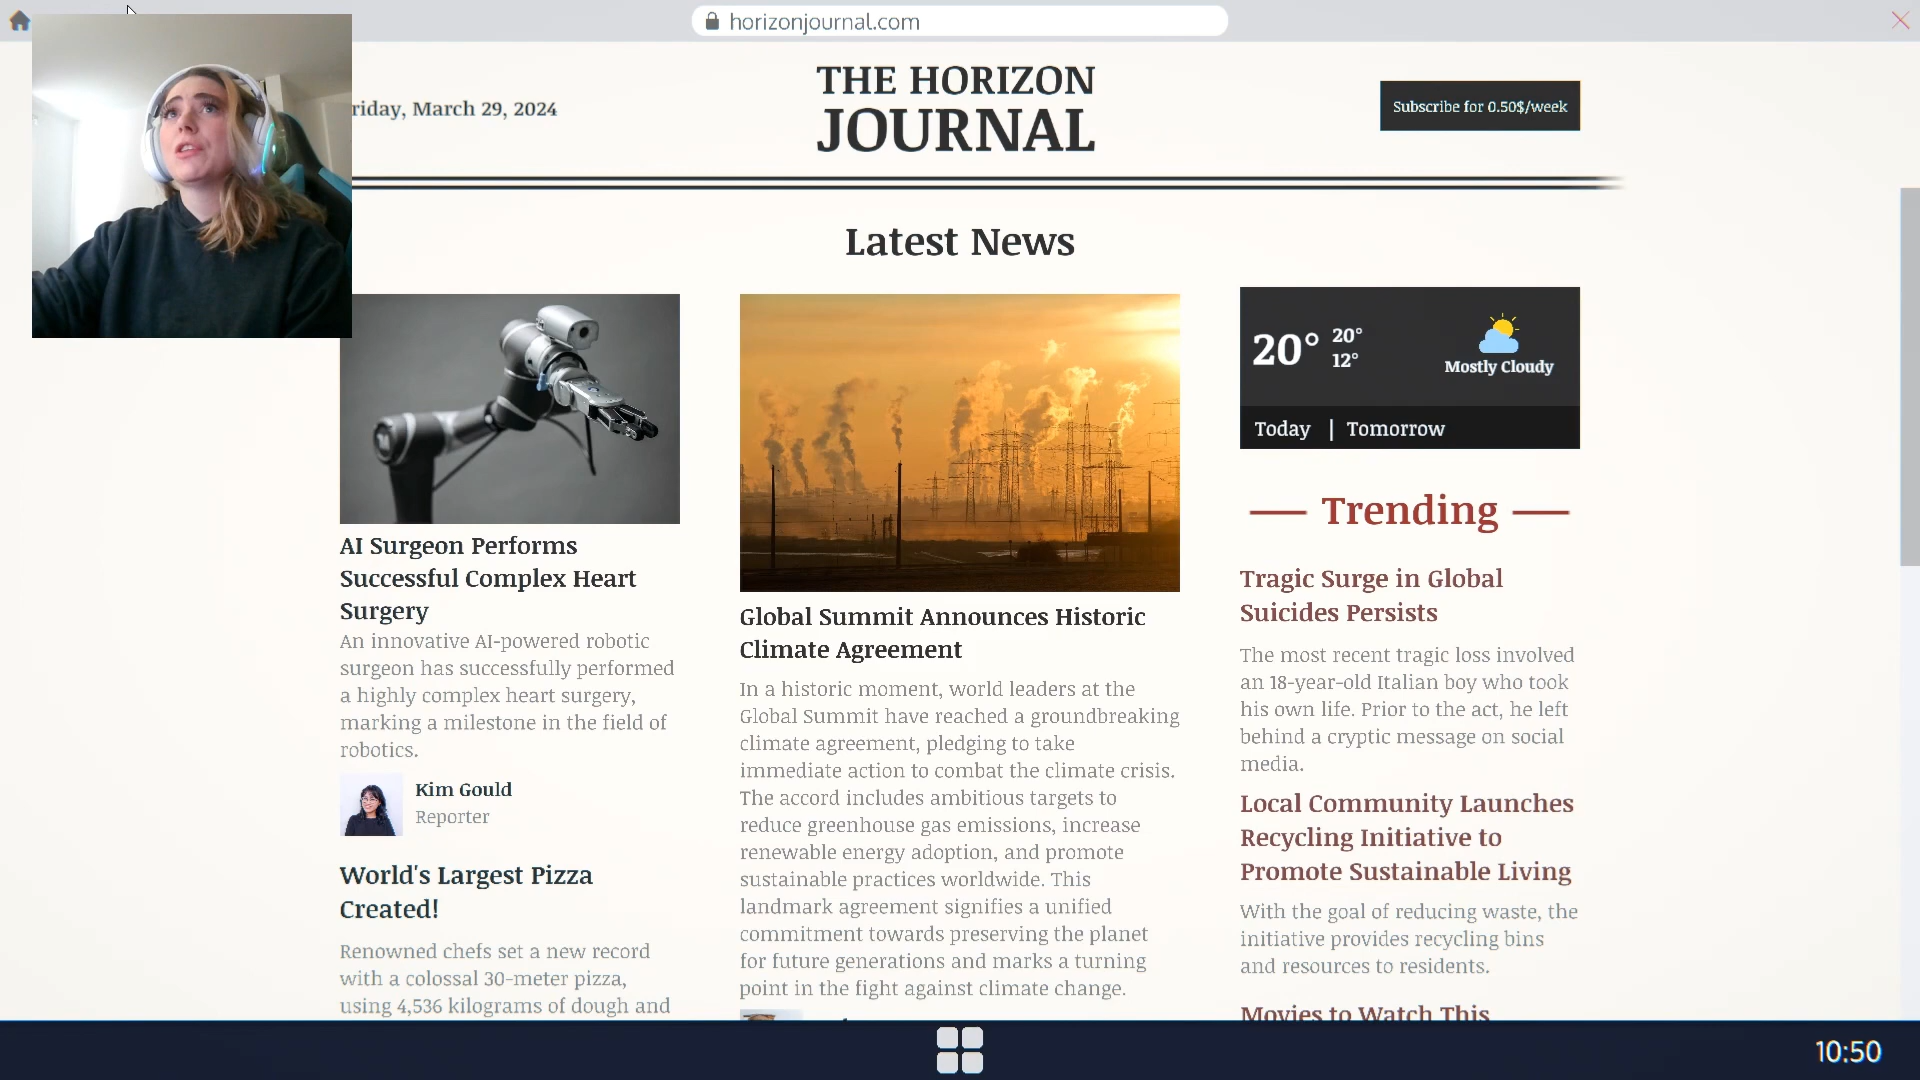 horizonjournal.com
riday, March 29, 2024
THE HORIZON
JOURNAL
Subscribe for 0.50$/week
Latest News
AI Surgeon Performs
Successful Complex Heart
Surgery
An innovative AI-powered robotic
surgeon has successfully performed
a highly complex heart surgery,
marking a milestone in the field of
robotics.
Kim Gould
Reporter
World's Largest Pizza
Created!
Renowned chefs set a new record
with a colossal 30-meter pizza,
using 4,536 kilograms of dough and
Global Summit Announces Historic
Climate Agreement
In a historic moment, world leaders at the
Global Summit have reached a groundbreaking
climate agreement, pledging to take
immediate action to combat the climate crisis.
The accord includes ambitious targets to
reduce greenhouse gas emissions, increase
renewable energy adoption, and promote
sustainable practices worldwide. This
landmark agreement signifies a unified
commitment towards preserving the planet
for future generations and marks a turning
point in the fight against climate change.
20° 20°
12°
Mostly Cloudy
Today | Tomorrow
Trending
Tragic Surge in Global
Suicides Persists
The most recent tragic loss involved
an 18-year-old Italian boy who took
his own life. Prior to the act, he left
behind a cryptic message on social
media.
Local Community Launches
Recycling Initiative to
Promote Sustainable Living
With the goal of reducing waste, the
initiative provides recycling bins
and resources to residents.
Movies to Watch This
10:50